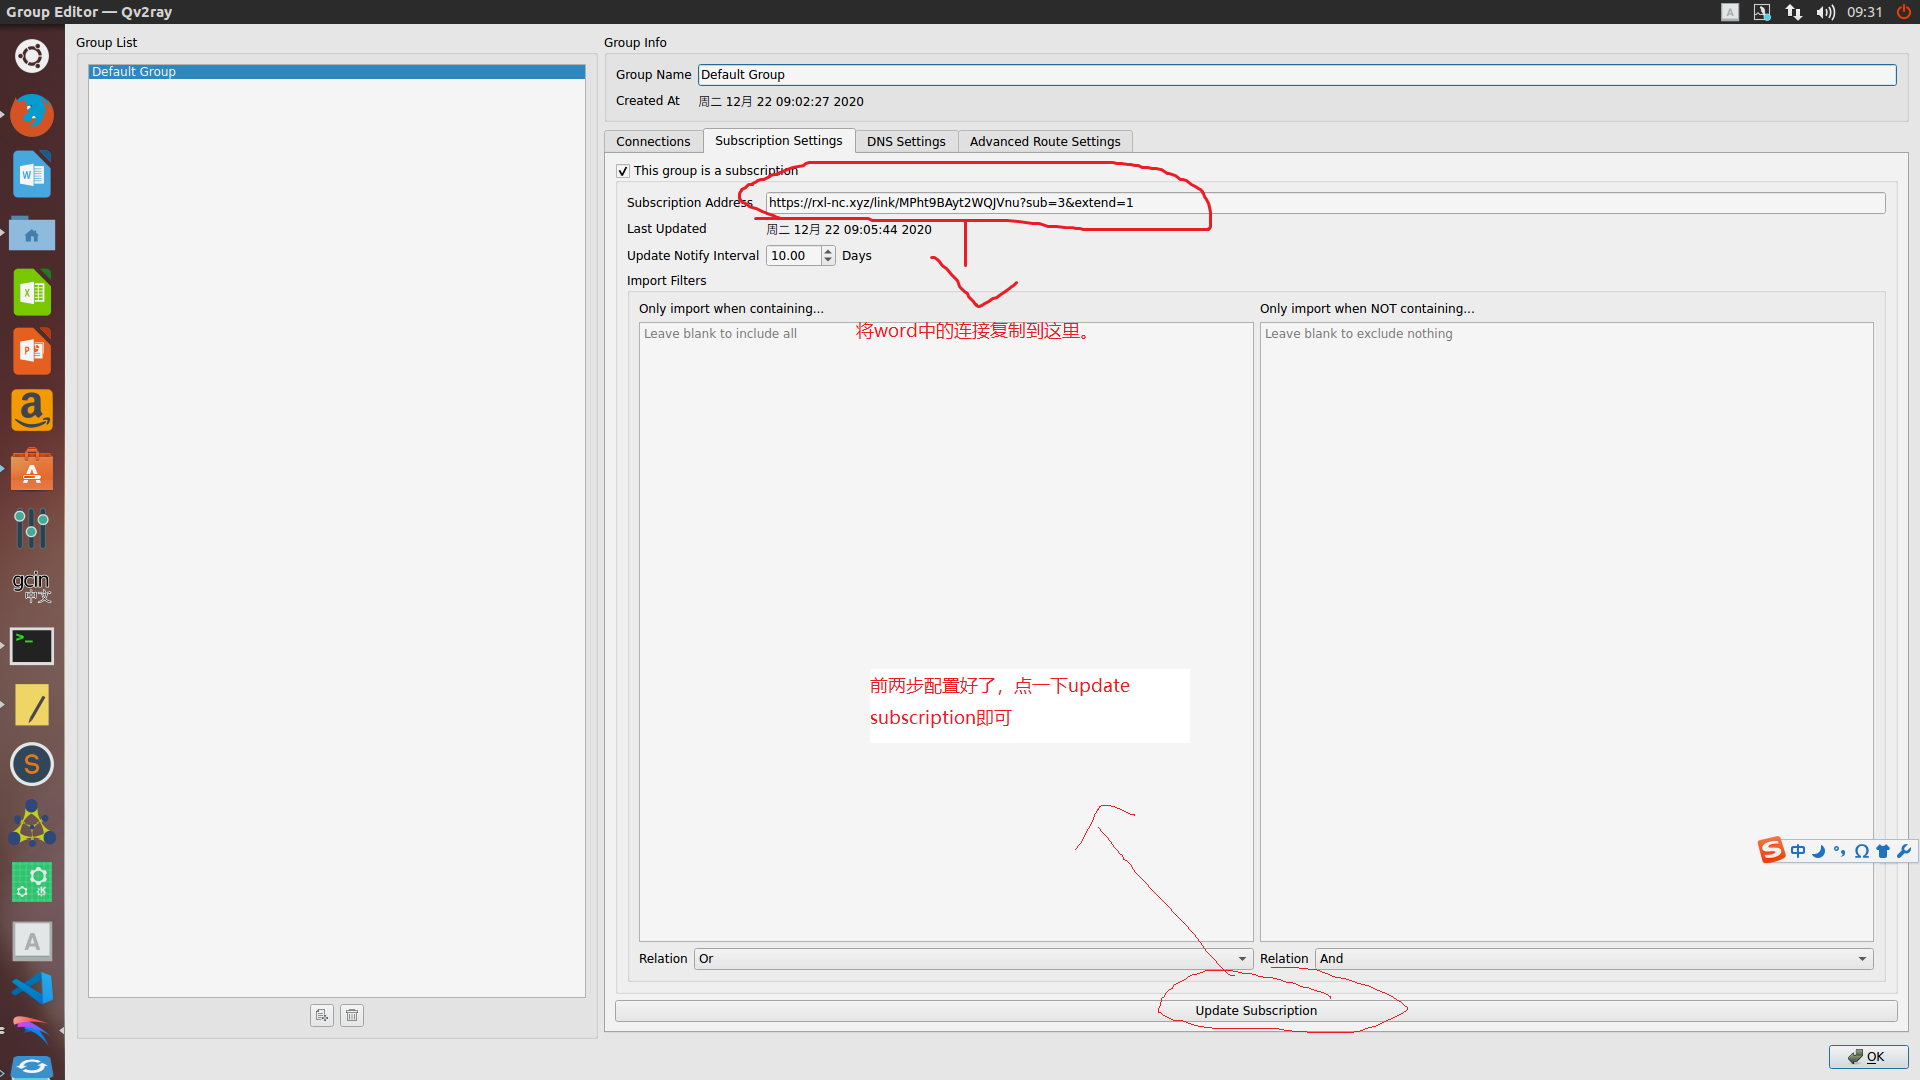 Group Editor — Qv2ray
A
09:31
Group List
Default Group
Group Info
Group Name Default Group
Created At 周二 12月 22 09:02:27 2020
Connections Subscription Settings DNS Settings Advanced Route Settings
This group is a subscription
Subscription Address https://rxl-nc.xyz/link/MPht9BAyt2WQJVnu?sub=3&extend=1
Last Updated 周二 12月 22 09:05:44 2020
Update Notify Interval 10.00 Days
Import Filters
Only import when containing... Only import when NOT containing...
Leave blank to include all Leave blank to exclude nothing
将word中的连接复制到这里。
前两步配置好了，点一下update
subscription即可
Relation Or Relation And
Update Subscription
OK
W
X
P
a
A
gcin
中文
>_
S
A
S 中